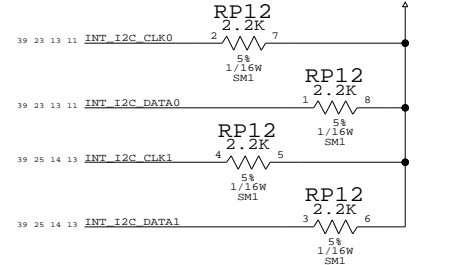 RP12
2.2K
39 23 13 11 INT_I2C_CLK0 2 7
5%
1/16W
SM1
RP12
2.2K
39 23 13 11 INT_I2C_DATA0 1 8
5%
1/16W
SM1
RP12
2.2K
39 25 14 13 INT_I2C_CLK1 4 5
5%
1/16W
SM1
RP12
2.2K
39 25 14 13 INT_I2C_DATA1 3 6
5%
1/16W
SM1